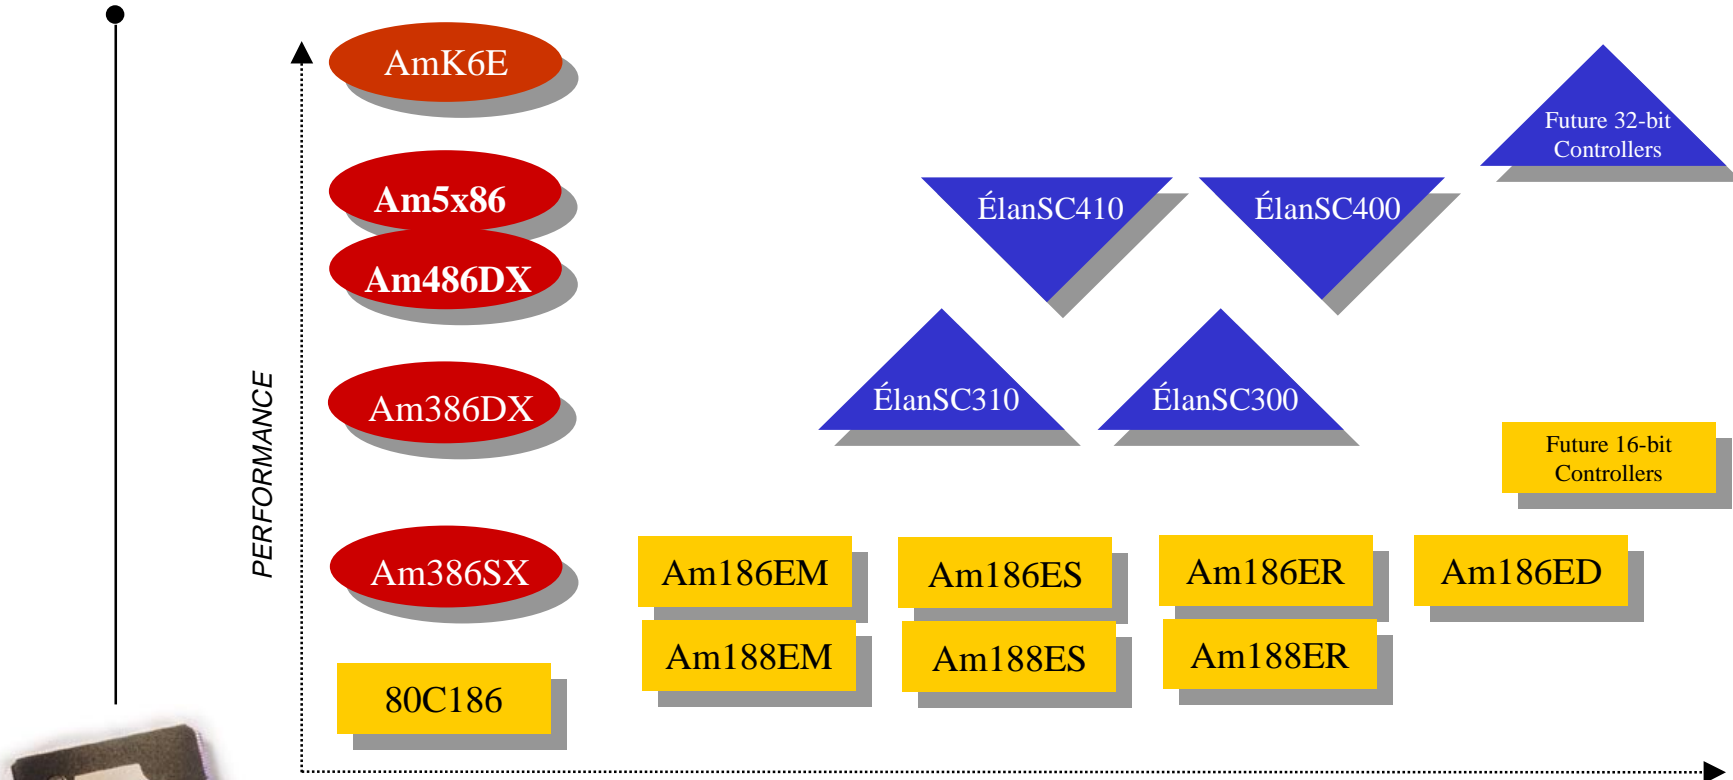 AmK6E
Future 32-bit
Controllers
Am5x86
ÉlanSC410
ÉlanSC400
Am486DX
PERFORMANCE
Am386DX
ÉlanSC310
ÉlanSC300
Future 16-bit
Controllers
Am386SX
Am186EM
Am186ES
Am186ER
Am186ED
Am188EM
Am188ES
Am188ER
80C186